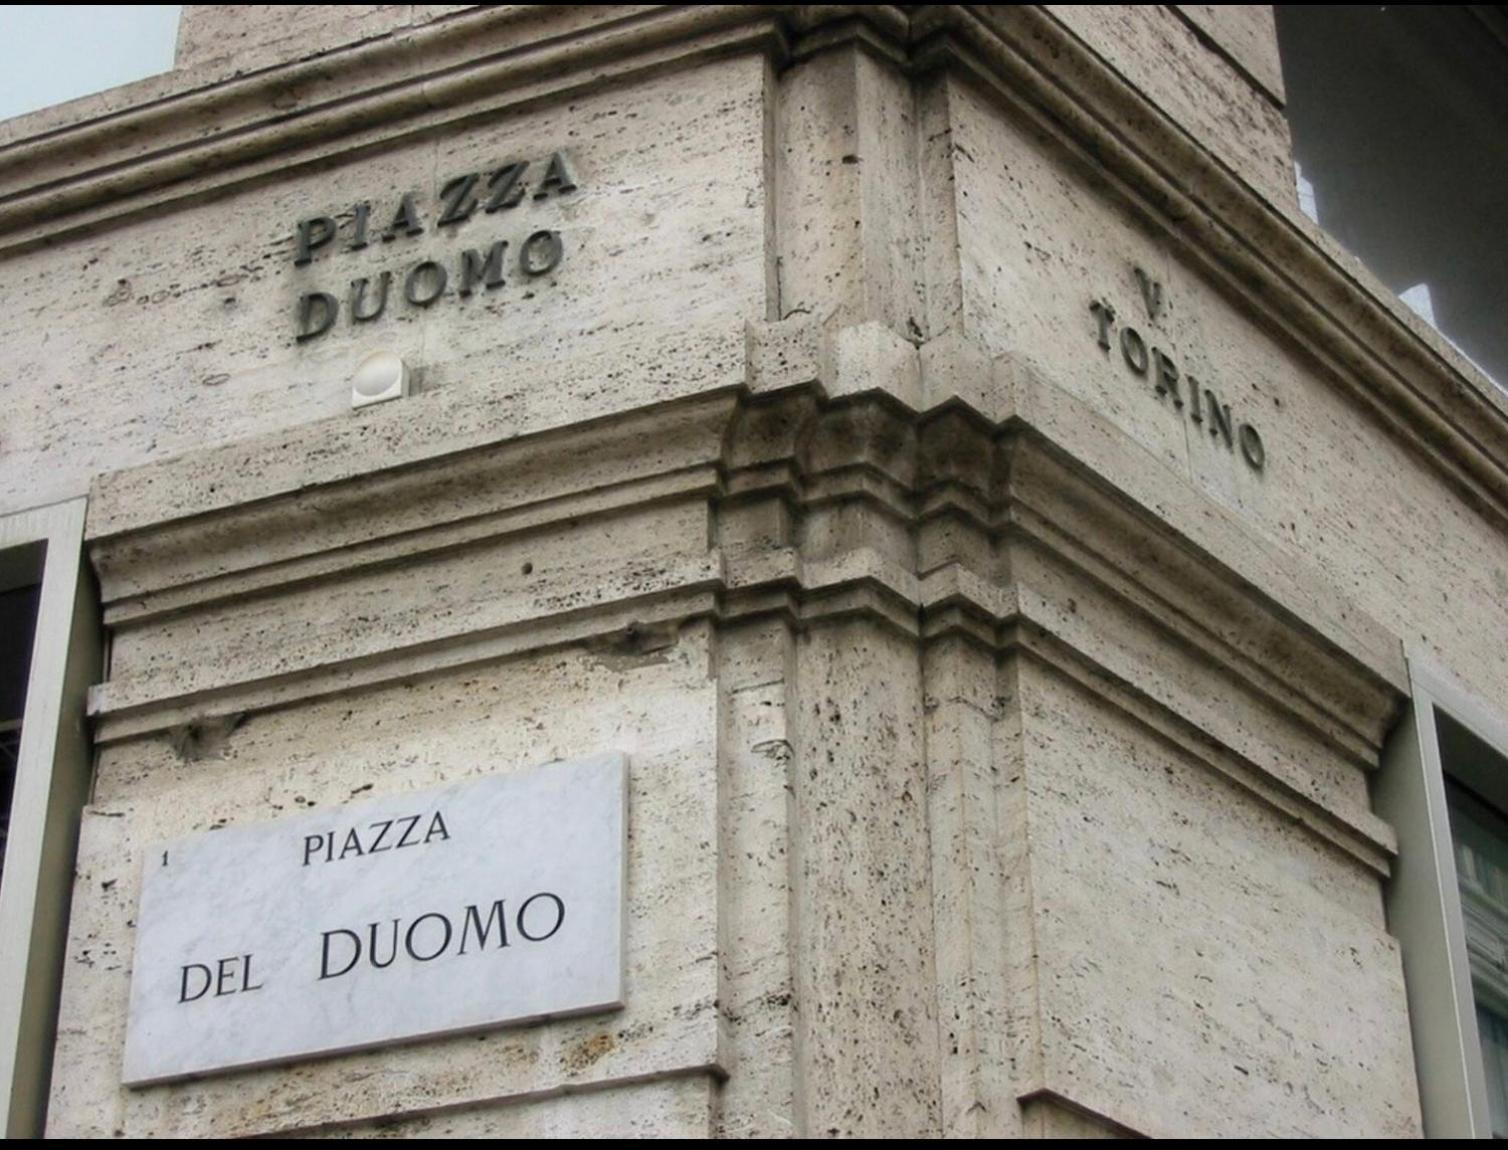 PIAZZA
DUOMO
V.
TORINO
1
PIAZZA
DEL DUOMO